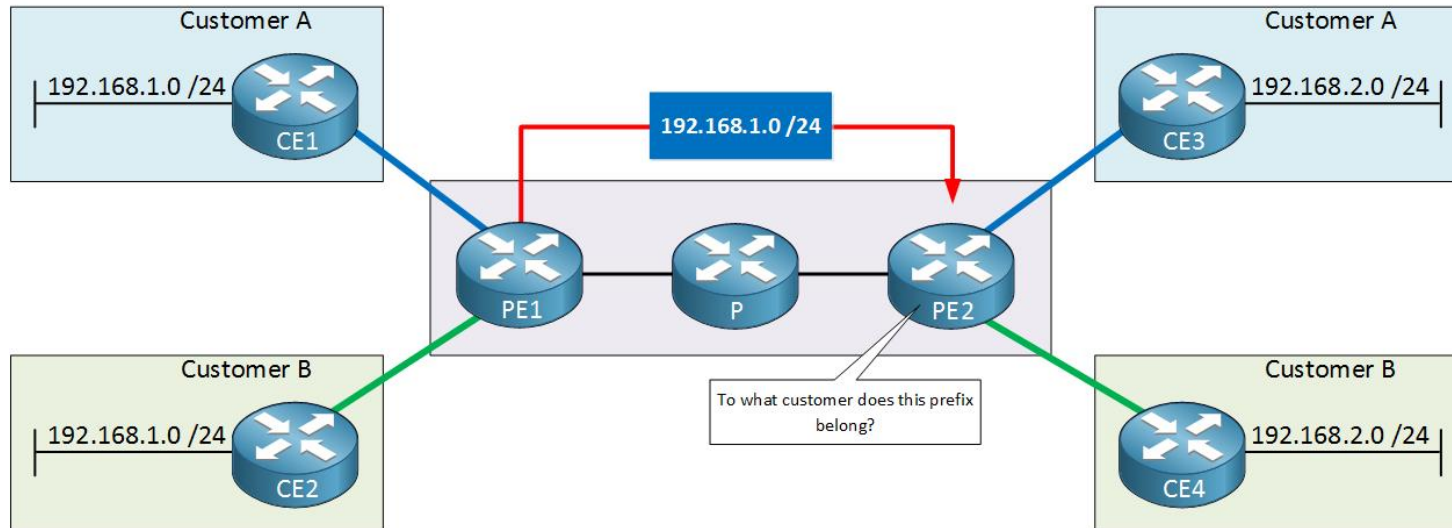 Customer A
192.168.1.0 /24
CE1
192.168.1.0 /24
Customer A
192.168.2.0 /24
CE3
PE1
P
PE2
To what customer does this prefix
belong?
Customer B
192.168.1.0 /24
CE2
Customer B
192.168.2.0 /24
CE4